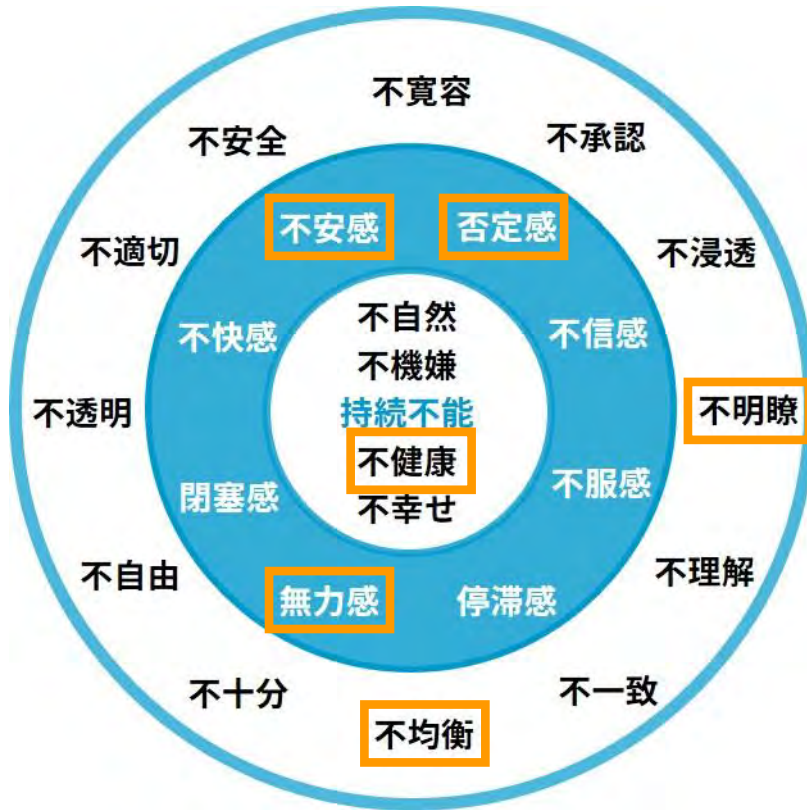 不寛容
不安全
不承認
不適切
不浸透
不安感
否定感
不快感
不信感
不自然
不機嫌
持続不能
不健康
不幸せ
不透明
不明瞭
閉塞感
不服感
不自由
不理解
無力感
停滞感
不十分
不一致
不均衡